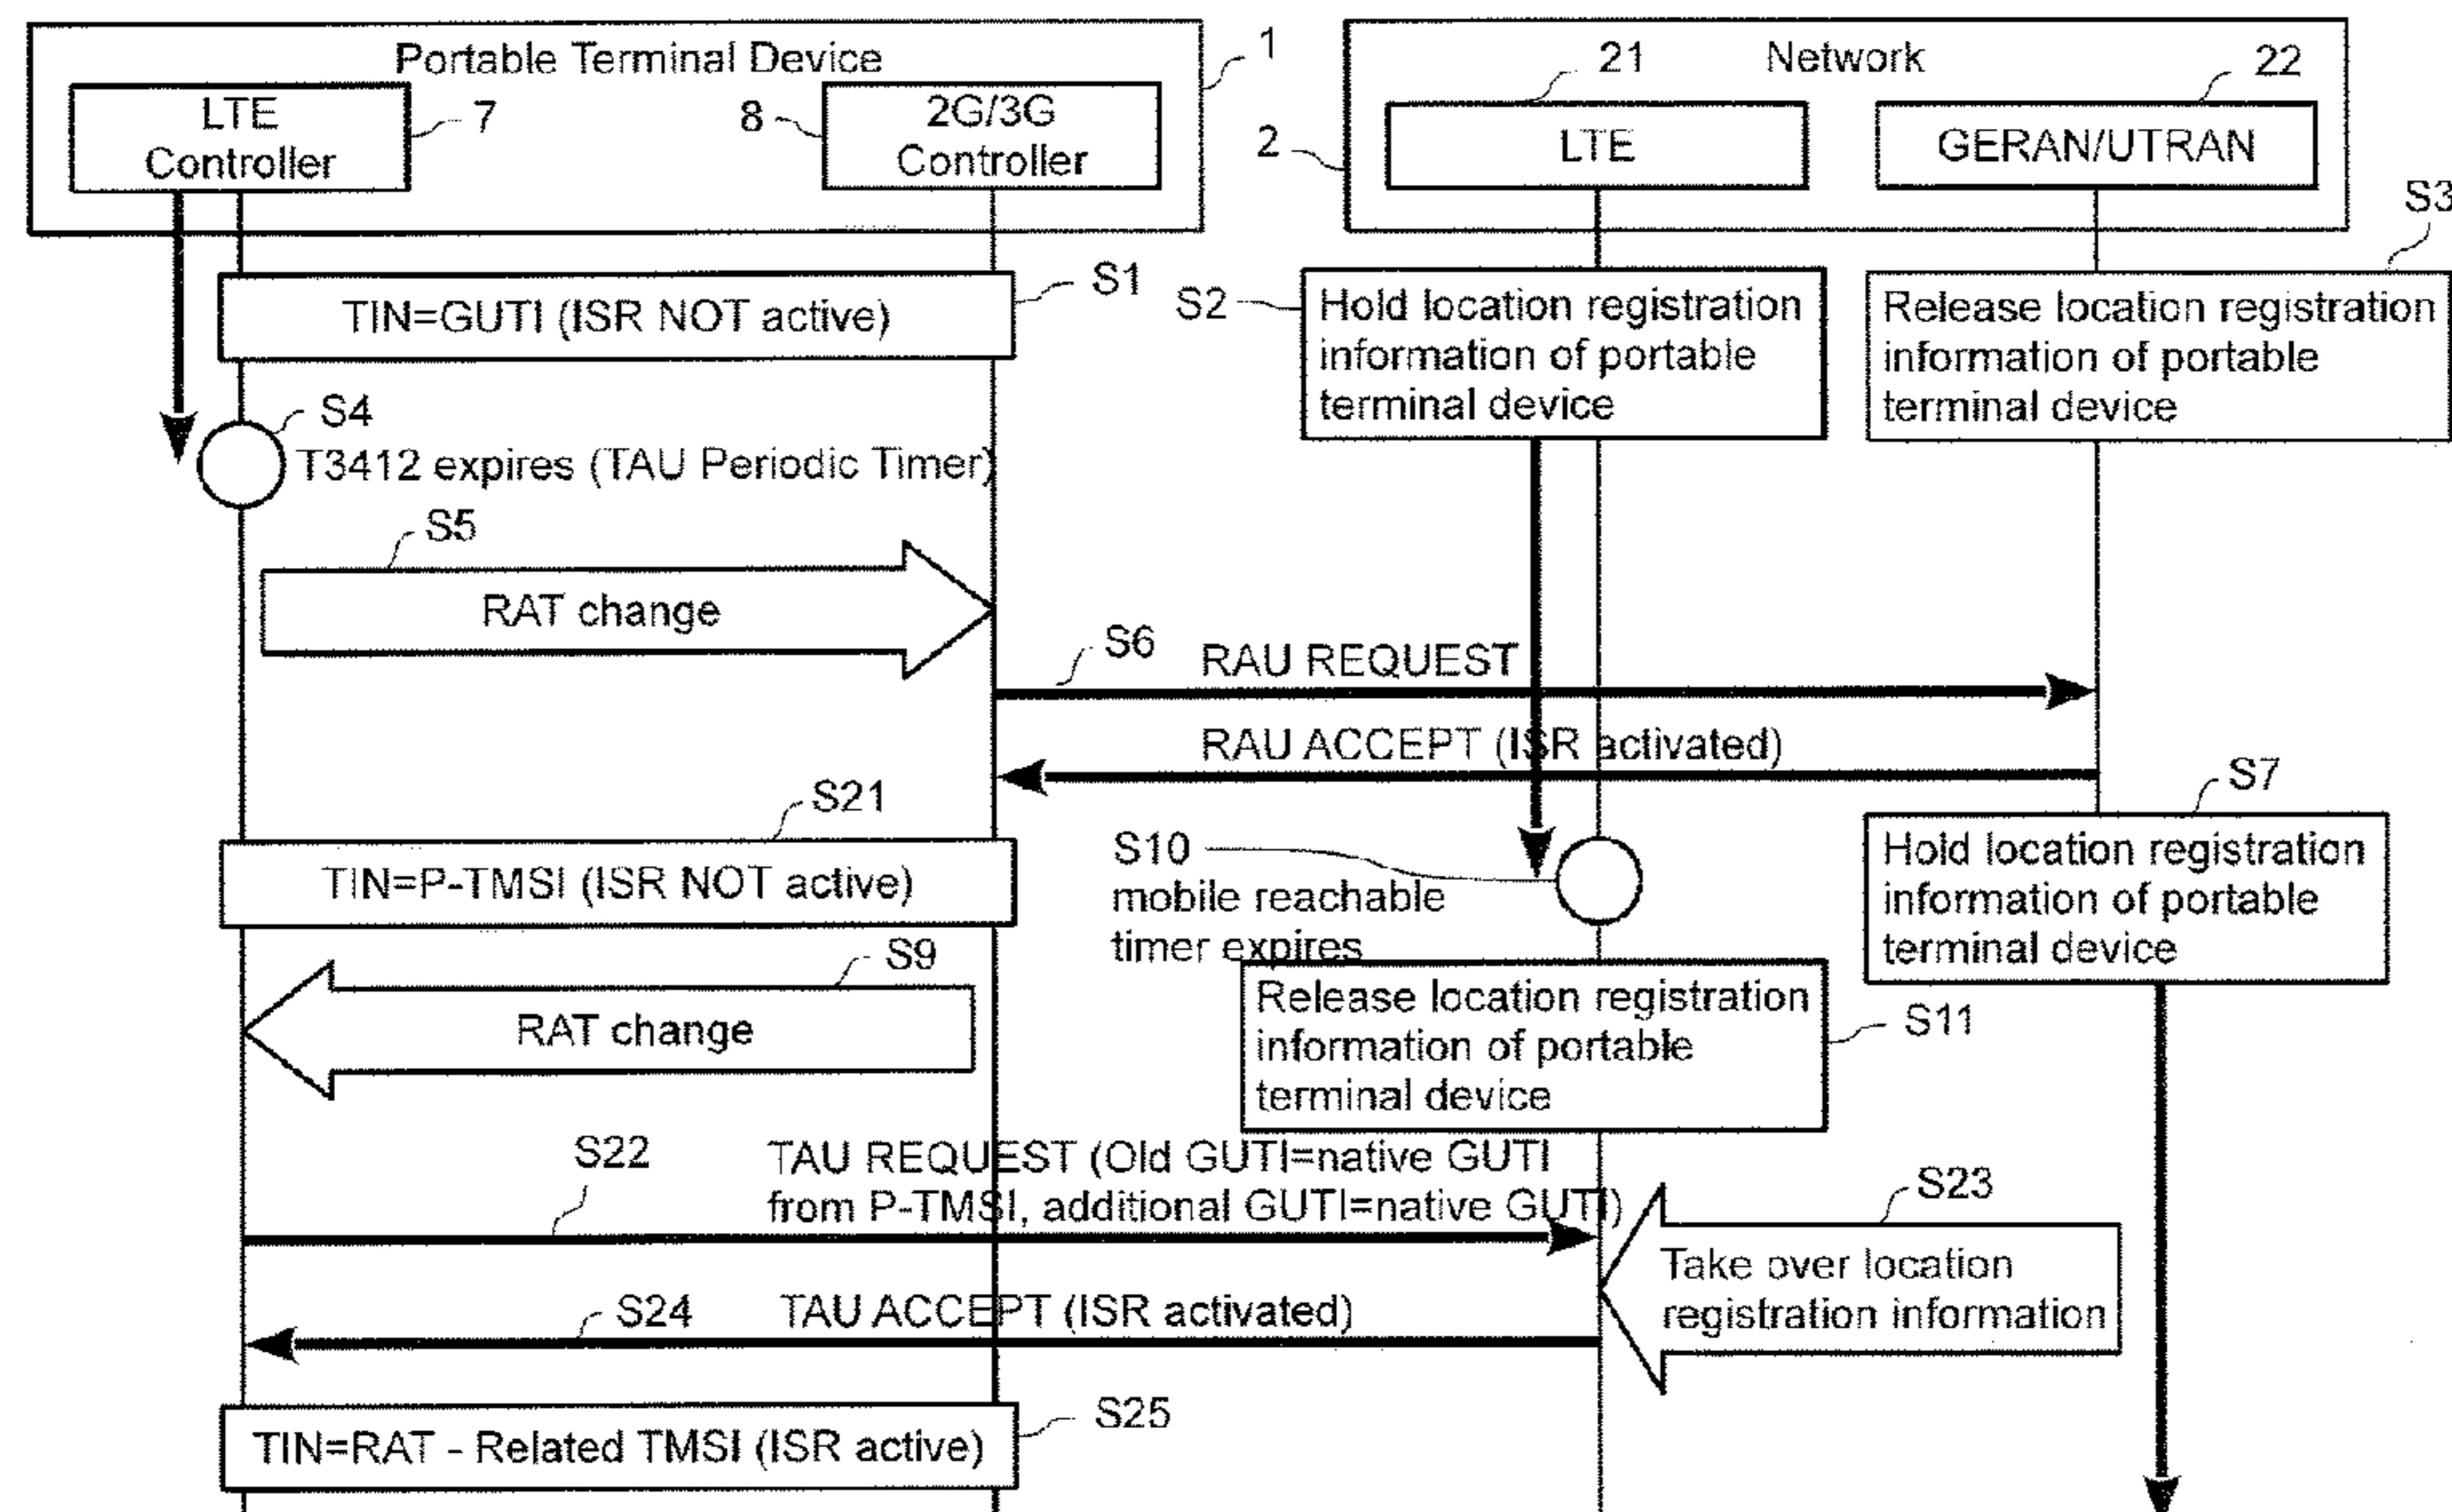 Portable Terminal Device
1
LTE
Controller
7
8
2G/3G
Controller
2
21
Network
22
LTE
GERAN/UTRAN
S3
TIN=GUTI (ISR NOT active)
S1
S2
Hold location registration
information of portable
terminal device
Release location registration
information of portable
terminal device
S4
T3412 expires (TAU Periodic Timer)
S5
RAT change
S6
RAU REQUEST
RAU ACCEPT (ISR activated)
S21
S7
TIN=P-TMSI (ISR NOT active)
S10
mobile reachable
timer expires
Hold location registration
information of portable
terminal device
S9
RAT change
Release location registration
information of portable
terminal device
S11
S22
TAU REQUEST (Old GUTI=native GUTI
from P-TMSI, additional GUTI=native GUTI)
S23
Take over location
registration information
S24
TAU ACCEPT (ISR activated)
S25
TIN=RAT - Related TMSI (ISR active)